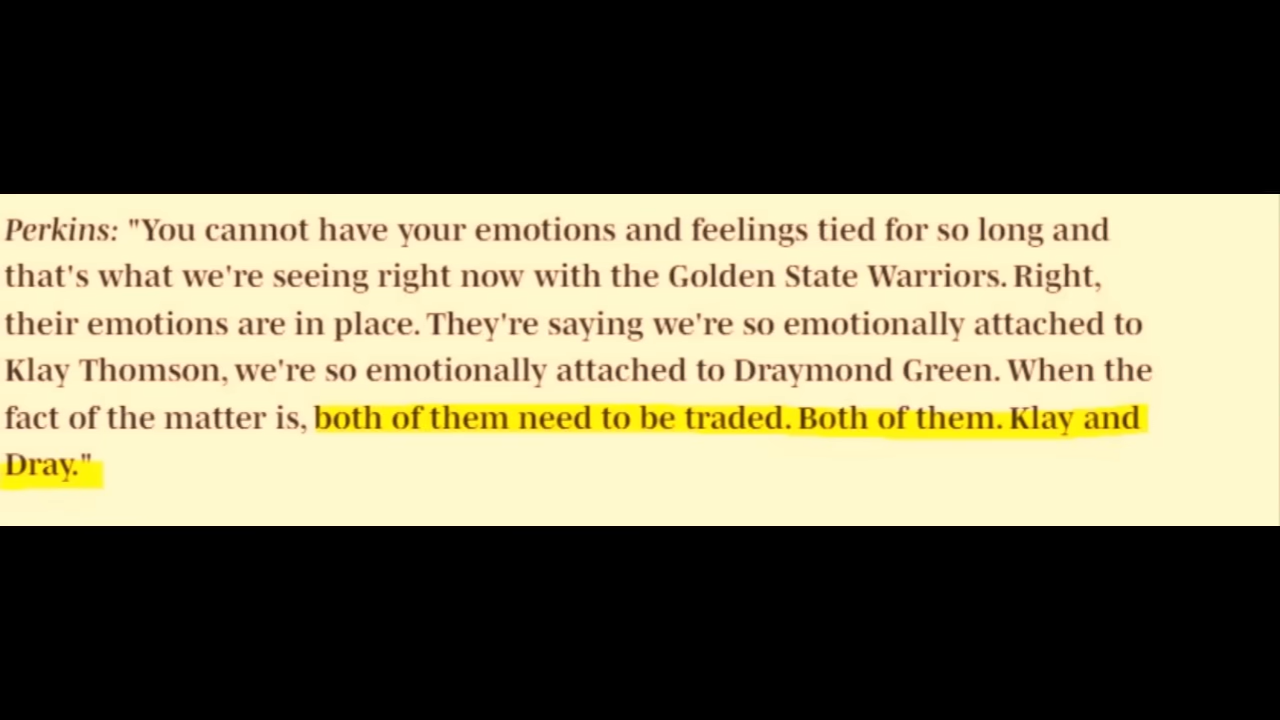 Perkins: "You cannot have your emotions and feelings tied for so long and
that's what we're seeing right now with the Golden State Warriors. Right,
their emotions are in place. They're saying we're so emotionally attached to
Klay Thomson, we're so emotionally attached to Draymond Green. When the
fact of the matter is, both of them need to be traded. Both of them. Klay and
Dray."